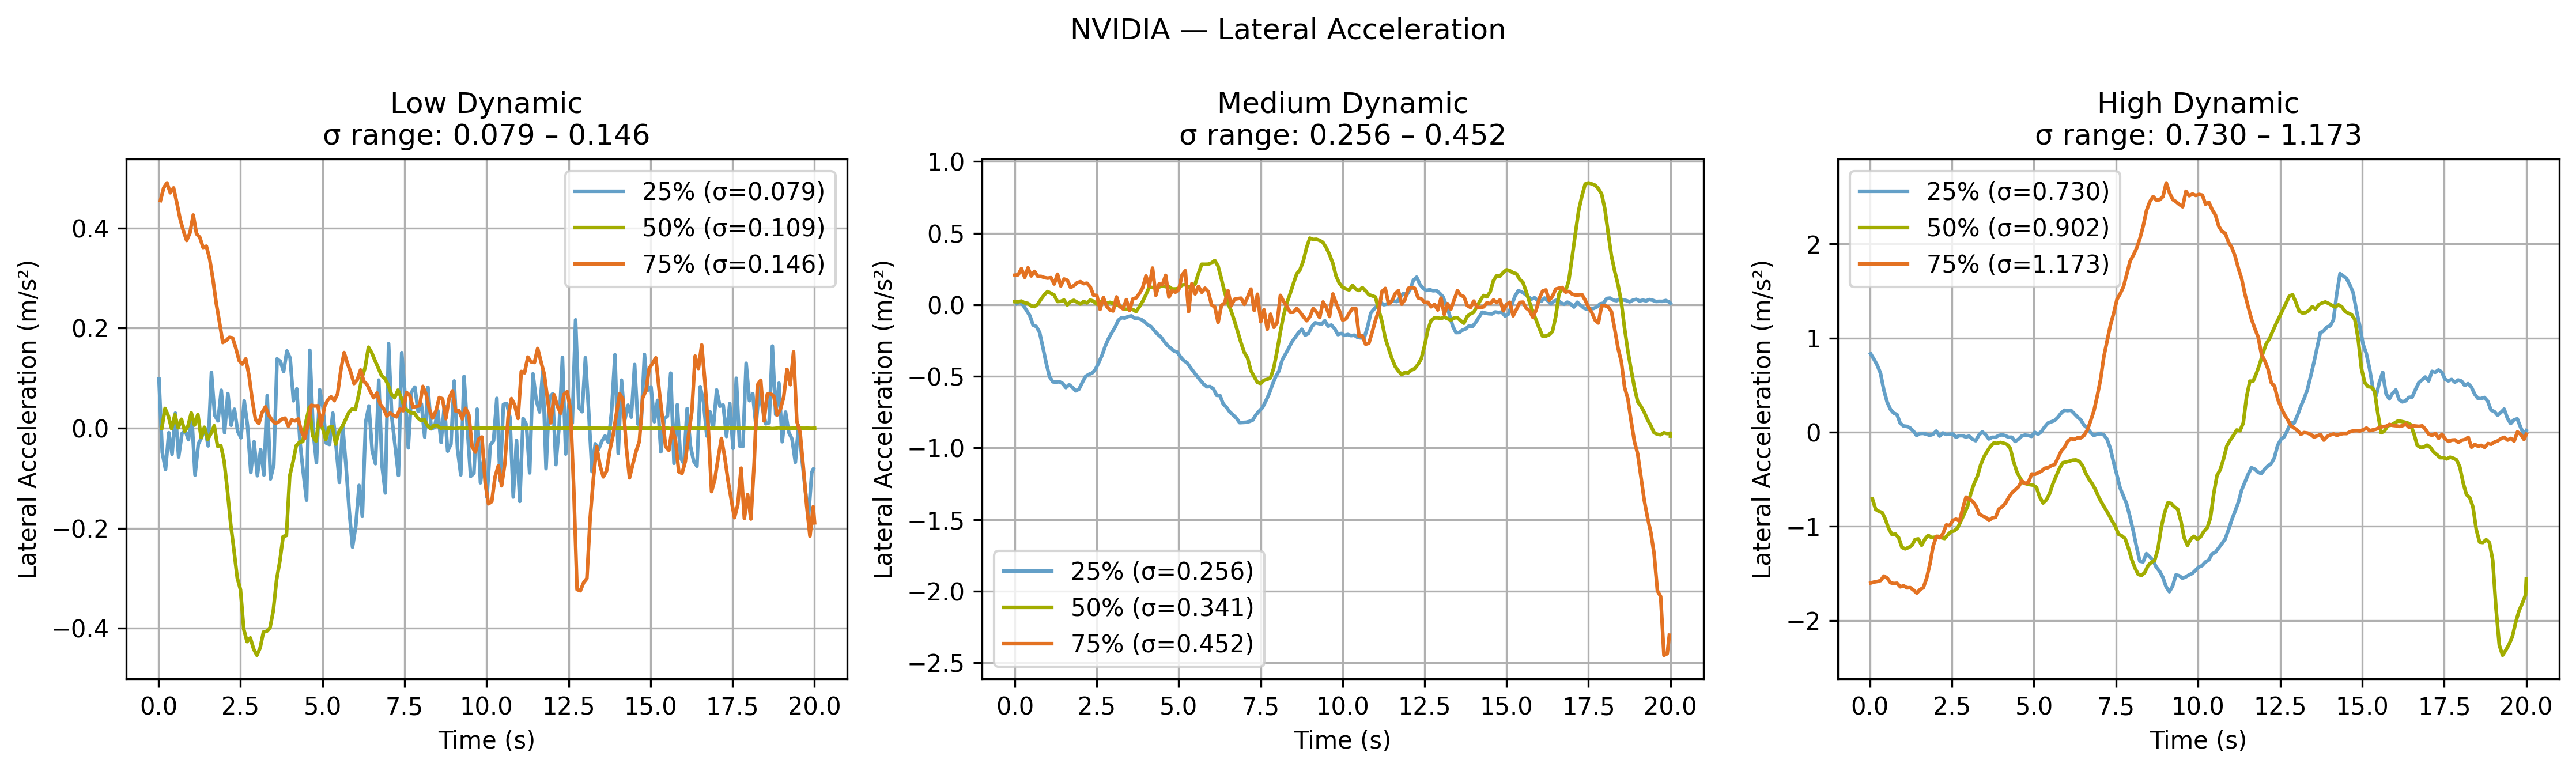 NVIDIA — Lateral Acceleration
Low Dynamic
σ range: 0.079 – 0.146
Lateral Acceleration (m/s²)
0.4
0.2
0.0
−0.2
−0.4
25% (σ=0.079)
50% (σ=0.109)
75% (σ=0.146)
0.0 2.5 5.0 7.5 10.0 12.5 15.0 17.5 20.0
Time (s)
Medium Dynamic
σ range: 0.256 – 0.452
Lateral Acceleration (m/s²)
1.0
0.5
0.0
−0.5
−1.0
−1.5
−2.0
−2.5
25% (σ=0.256)
50% (σ=0.341)
75% (σ=0.452)
0.0 2.5 5.0 7.5 10.0 12.5 15.0 17.5 20.0
Time (s)
High Dynamic
σ range: 0.730 – 1.173
Lateral Acceleration (m/s²)
2
1
0
−1
−2
25% (σ=0.730)
50% (σ=0.902)
75% (σ=1.173)
0.0 2.5 5.0 7.5 10.0 12.5 15.0 17.5 20.0
Time (s)